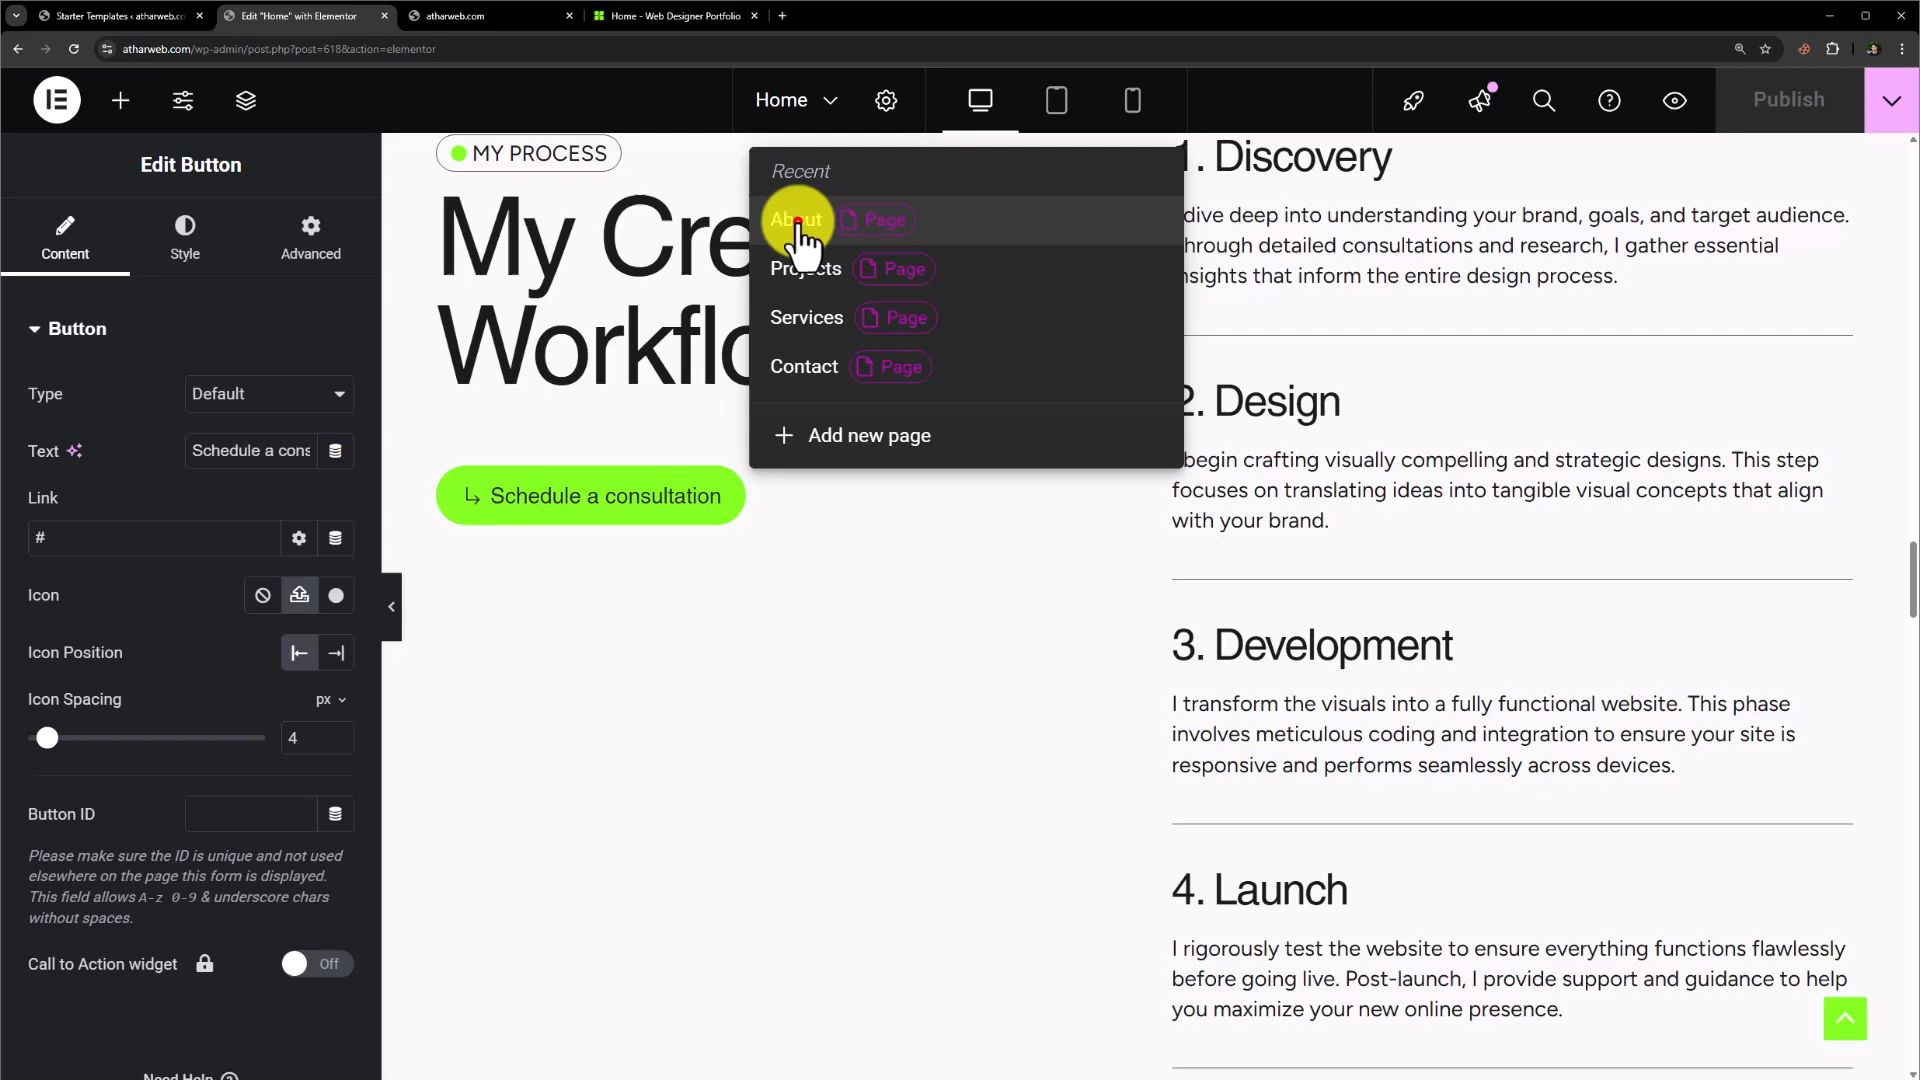 Starter Templates ‹ atharweb.co
Edit "Home" with Elementor
atharweb.com
Home - Web Designer Portfolio
atharweb.com/wp-admin/post.php?post=618&action=elementor
Home
Publish
Edit Button
Content
Style
Advanced
Button
Type
Default
Text
Schedule a cons
Link
#
Icon
Icon Position
Icon Spacing
px
4
Button ID
Please make sure the ID is unique and not used
elsewhere on the page this form is displayed.
This field allows A-z 0-9 & underscore chars
without spaces.
Call to Action widget
Off
Need Help
MY PROCESS
My Cre
Workflo
Schedule a consultation
Recent
About Page
Projects Page
Services Page
Contact Page
Add new page
1. Discovery
dive deep into understanding your brand, goals, and target audience.
hrough detailed consultations and research, I gather essential
nsights that inform the entire design process.
2. Design
begin crafting visually compelling and strategic designs. This step
focuses on translating ideas into tangible visual concepts that align
with your brand.
3. Development
I transform the visuals into a fully functional website. This phase
involves meticulous coding and integration to ensure your site is
responsive and performs seamlessly across devices.
4. Launch
I rigorously test the website to ensure everything functions flawlessly
before going live. Post-launch, I provide support and guidance to help
you maximize your new online presence.